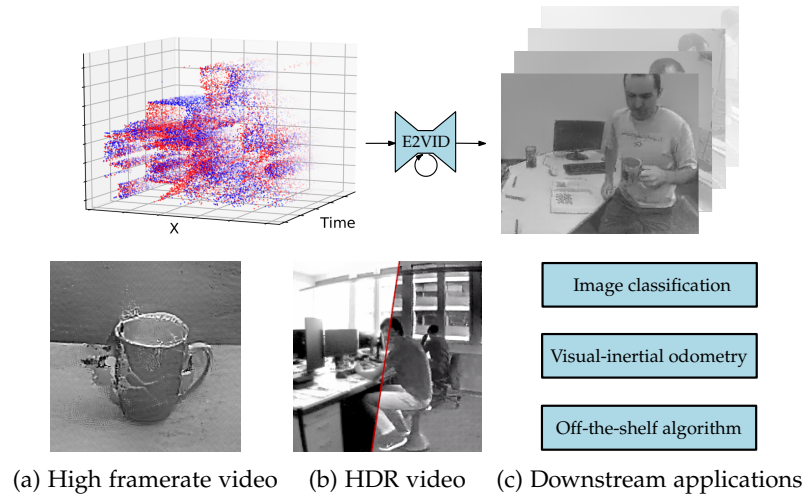 E2VID
Time
X
Image classification
Visual-inertial odometry
Off-the-shelf algorithm
(a) High framerate video
(b) HDR video
(c) Downstream applications